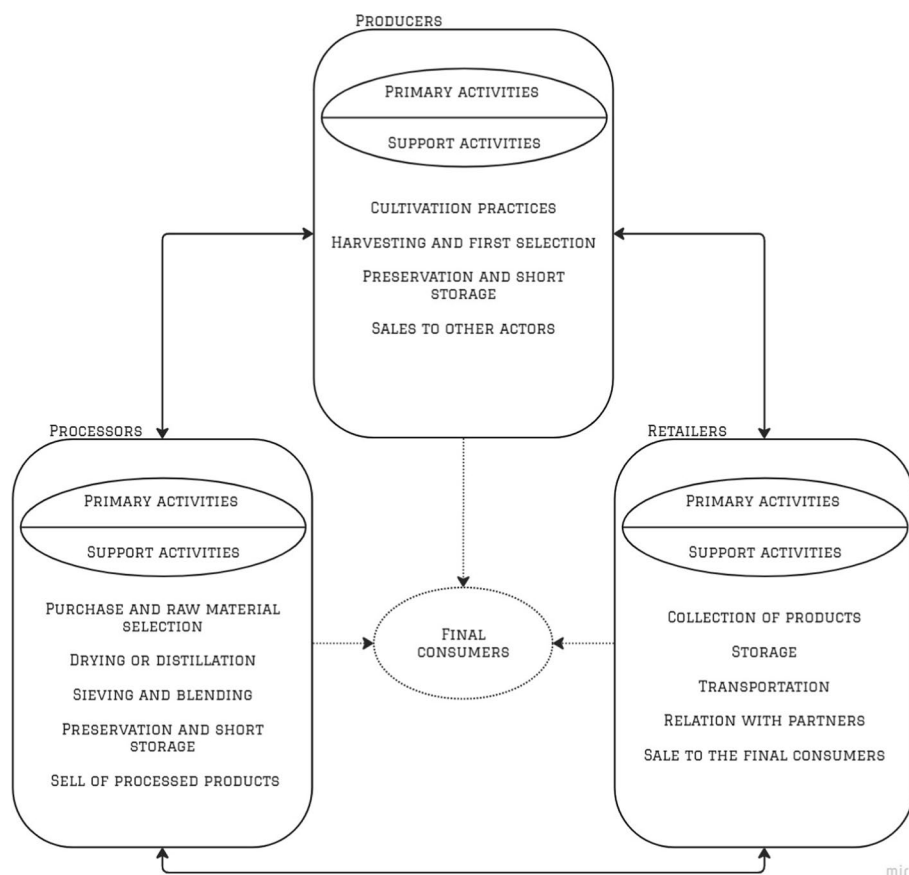 Producers
Primary activities
Support activities
Cultivatiion practices
Harvesting and first selection
Preservation and short
storage
Sales to other actors
Processors
Primary activities
Support activities
Purchase and raw material
selection
Drying or distillation
Sieving and blending
Preservation and short
storage
Sell of processed products
Final
consumers
Retailers
Primary activities
Support activities
Collection of products
Storage
Transportation
Relation with partners
Sale to the final consumers